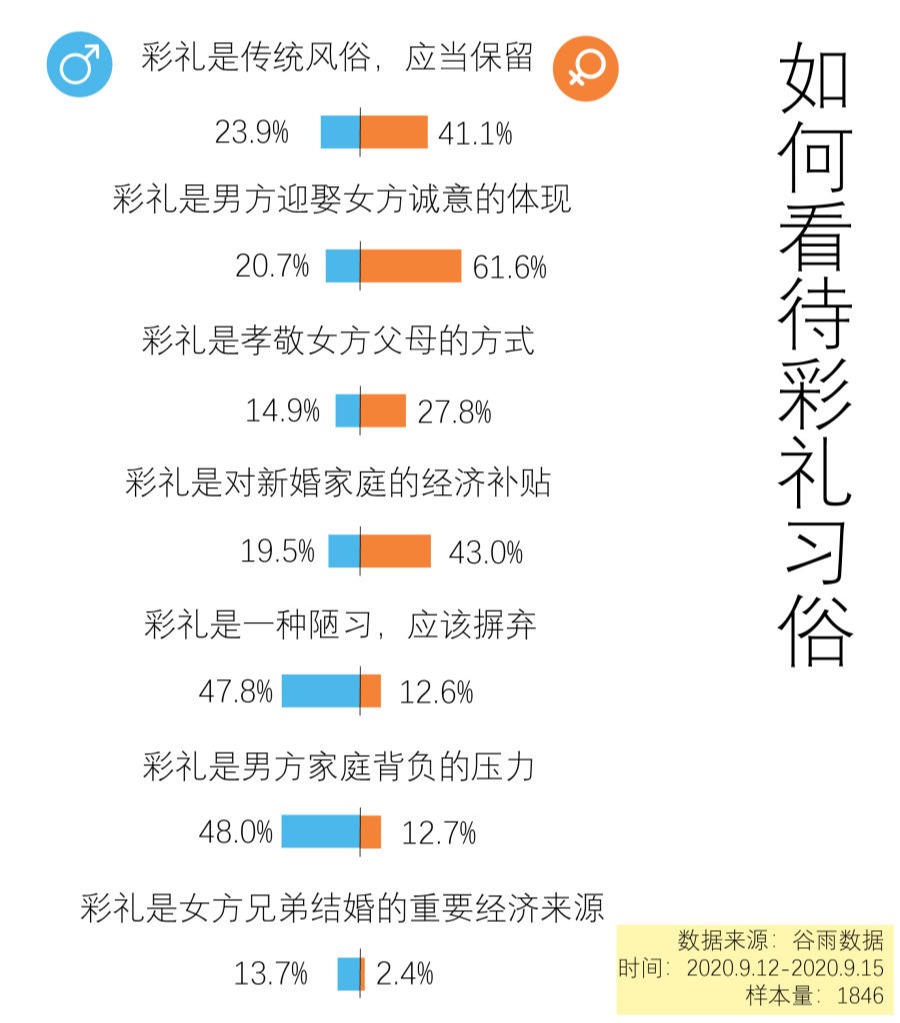 如何看待彩礼习俗
彩礼是传统风俗，应当保留
23.9% 41.1%
彩礼是男方迎娶女方诚意的体现
20.7% 61.6%
彩礼是孝敬女方父母的方式
14.9% 27.8%
彩礼是对新婚家庭的经济补贴
19.5% 43.0%
彩礼是一种陋习，应该摒弃
47.8% 12.6%
彩礼是男方家庭背负的压力
48.0% 12.7%
彩礼是女方兄弟结婚的重要经济来源
13.7% 2.4%
数据来源：谷雨数据
时间：2020.9.12-2020.9.15
样本量：1846